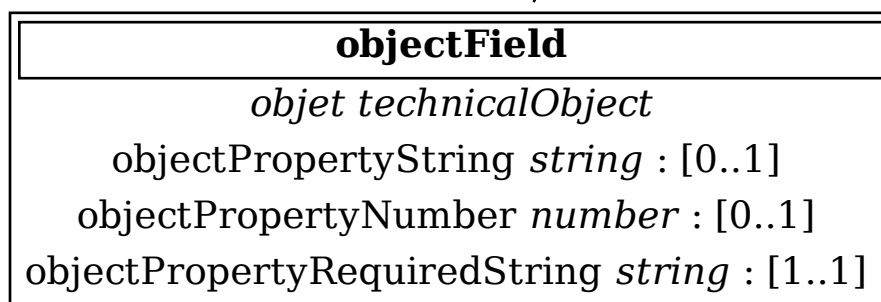 objectField
objet technicalObject
objectPropertyString string : [0..1]
objectPropertyNumber number : [0..1]
objectPropertyRequiredString string : [1..1]